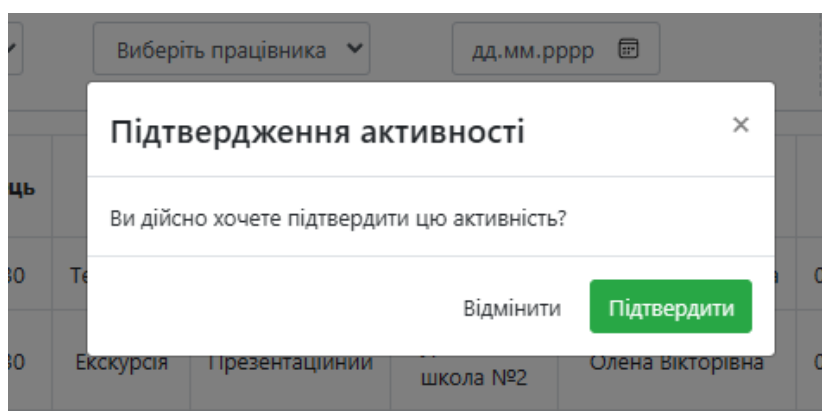 Виберіть працівника
дд.мм.рррр
Підтвердження активності
×
Ви дійсно хочете підтвердити цю активність?
Відмінити
Підтвердити
Екскурсія Презентаційний
школа №2
Олена Вікторівна